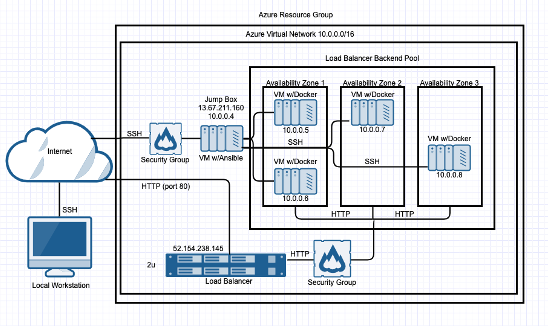 Azure Resource Group
Azure Virtual Network 10.0.0.0/16
Load Balancer Backend Pool
Availability Zone 1
Availability Zone 2
Availability Zone 3
VM w/Docker
10.0.0.5
VM w/Docker
10.0.0.7
VM w/Docker
10.0.0.8
VM w/Docker
10.0.0.6
Jump Box
13.67.211.160
10.0.0.4
VM w/Ansible
SSH
Security Group
SSH
SSH
Internet
HTTP (port 80)
SSH
Local Workstation
HTTP
HTTP
52.154.238.145
2u
Load Balancer
HTTP
Security Group